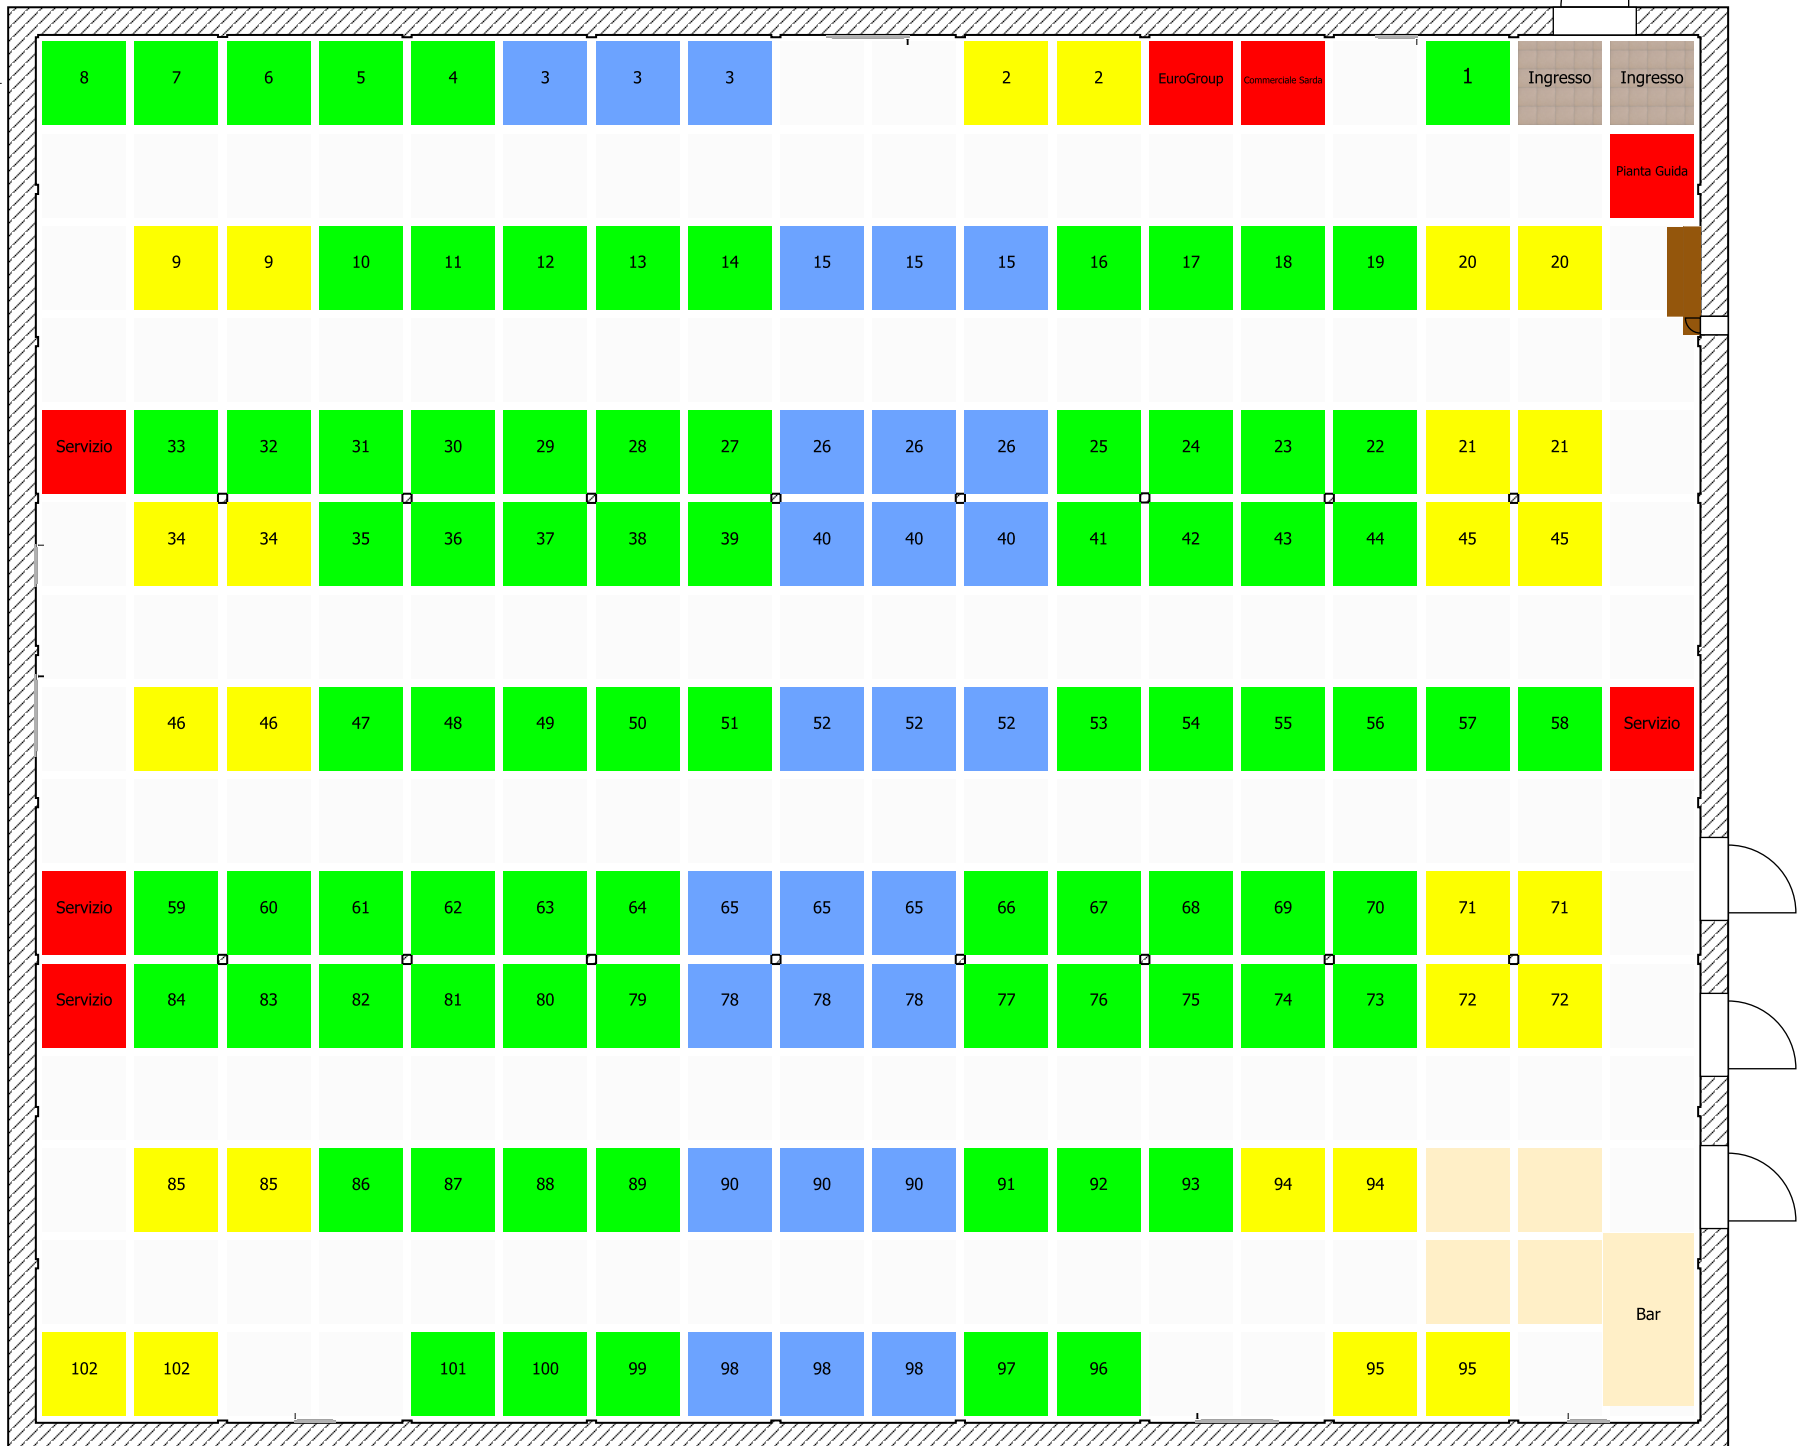 8 7 6 5 4 3 3 3 2 2 EuroGroup Commerciale Sarda 1 Ingresso Ingresso
Pianta Guida
9 9 10 11 12 13 14 15 15 15 16 17 18 19 20 20
Servizio 33 32 31 30 29 28 27 26 26 26 25 24 23 22 21 21
34 34 35 36 37 38 39 40 40 40 41 42 43 44 45 45
46 46 47 48 49 50 51 52 52 52 53 54 55 56 57 58 Servizio
Servizio 59 60 61 62 63 64 65 65 65 66 67 68 69 70 71 71
Servizio 84 83 82 81 80 79 78 78 78 77 76 75 74 73 72 72
85 85 86 87 88 89 90 90 90 91 92 93 94 94
Bar
102 102 101 100 99 98 98 98 97 96 95 95